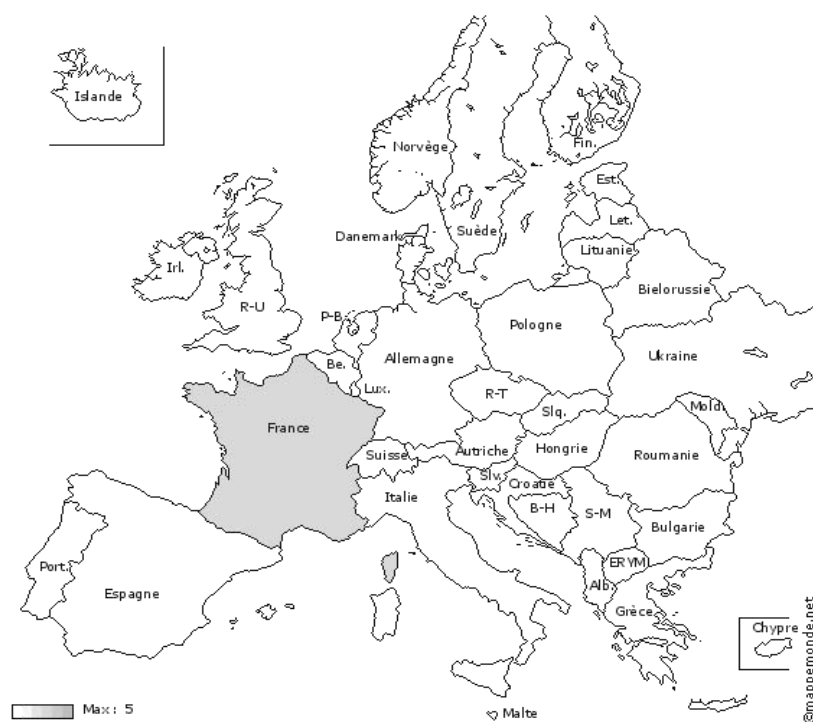 Islande
Norvège
Fin.
Est.
Suède
Danemark
Let.
Lituanie
Irl.
R-U
Bielorussie
P-B
Pologne
Allemagne
Be.
Ukraine
Lux.
R-T
Slq.
Mold.
France
Suisse
Autriche
Hongrie
Roumanie
Slv.
Croatie
Italie
B-H
S-M
Bulgarie
Port.
ERYM
Alb.
Espagne
Grèce
Chypre
Max: 5
Malte
©mappemonde.net